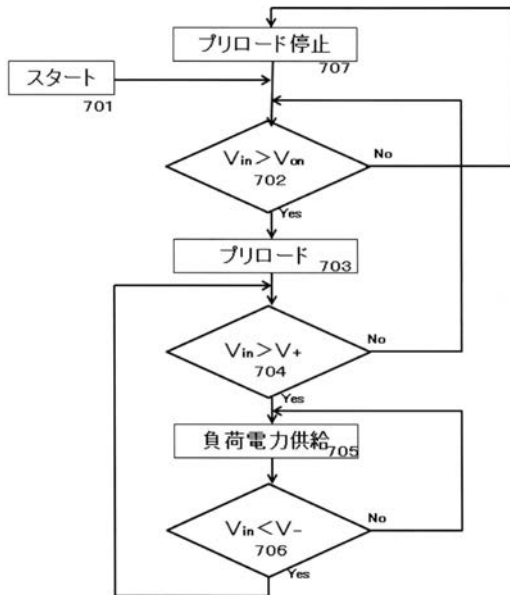 プリロード停止
707
スタート
701
Vin>Von
702
No
Yes
プリロード
703
Vin>V+
704
No
Yes
負荷電力供給
705
Vin<V-
706
No
Yes